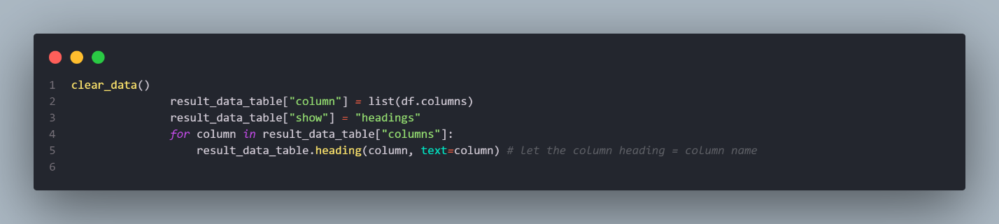 1 clear_data()
2 result_data_table["column"] = list(df.columns)
3 result_data_table["show"] = "headings"
4 for column in result_data_table["columns"]:
5 result_data_table.heading(column, text=column) # let the column heading = column name
6